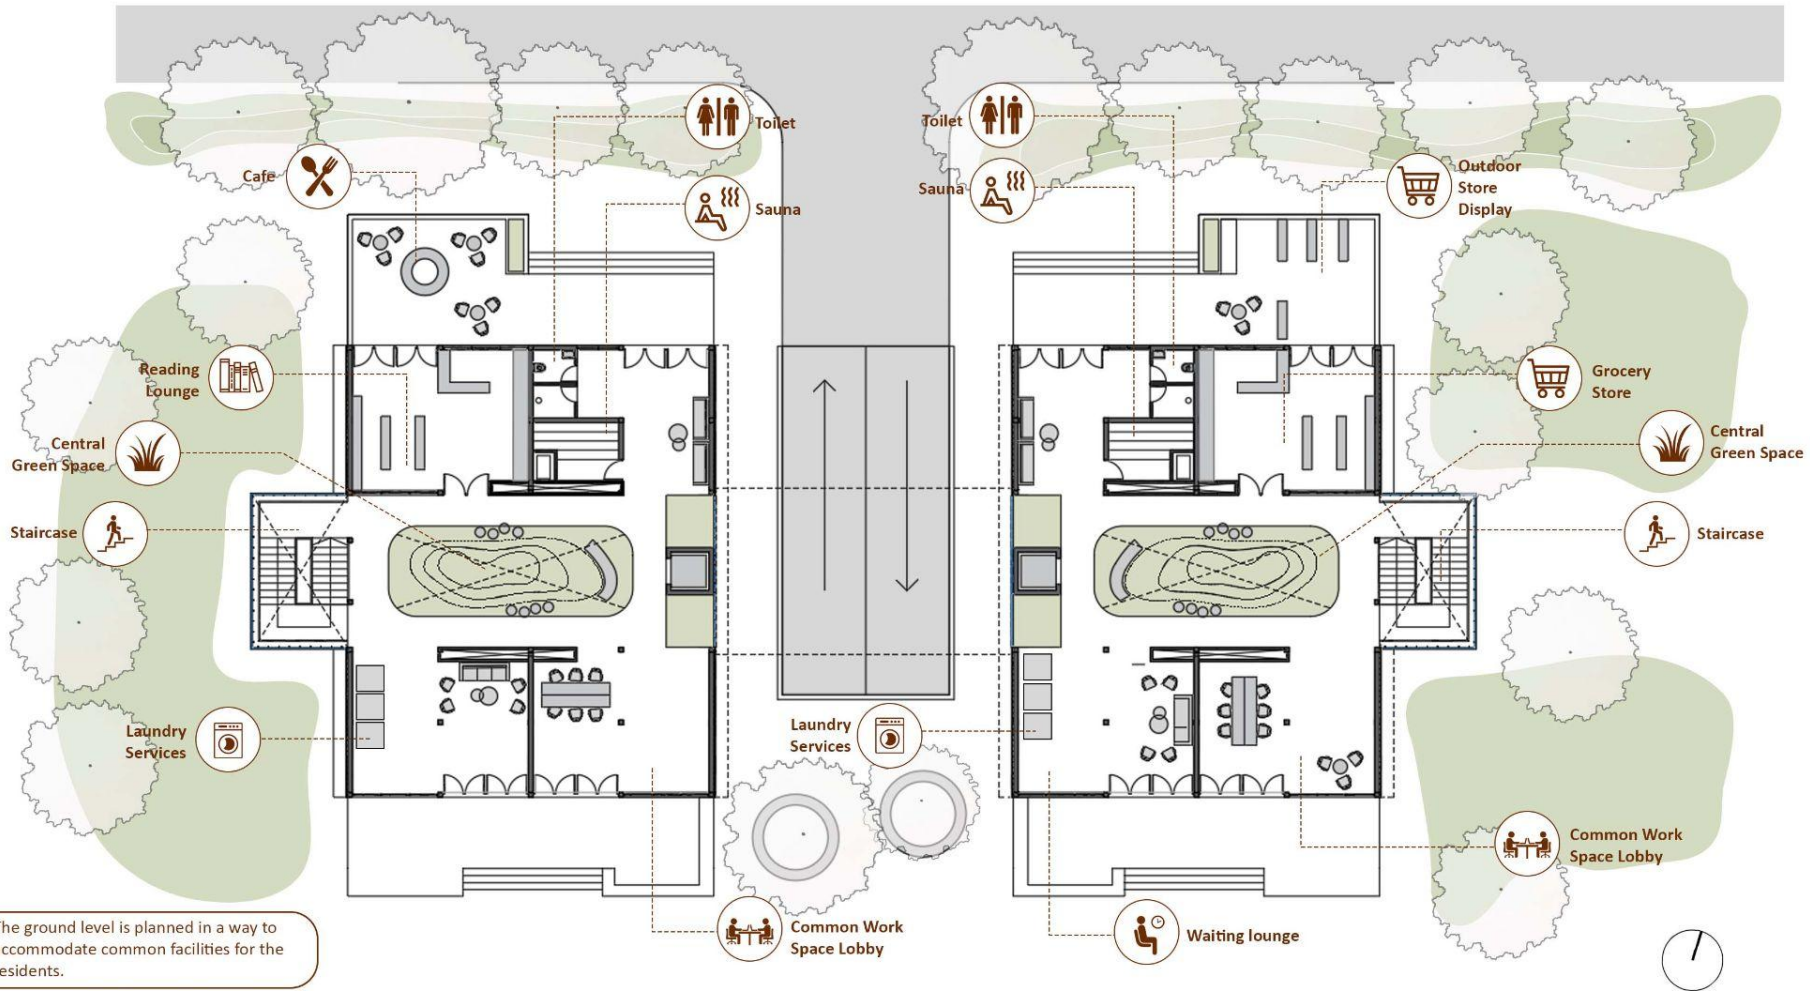 Toilet
Toilet
Cafe
Sauna
Sauna
Outdoor
Store
Display
Reading
Lounge
Grocery
Store
Central
Green Space
Central
Green Space
Staircase
Staircase
Laundry
Services
Laundry
Services
Common Work
Space Lobby
Common Work
Space Lobby
Waiting lounge
he ground level is planned in a way to
ccommodate common facilities for the
esidents.